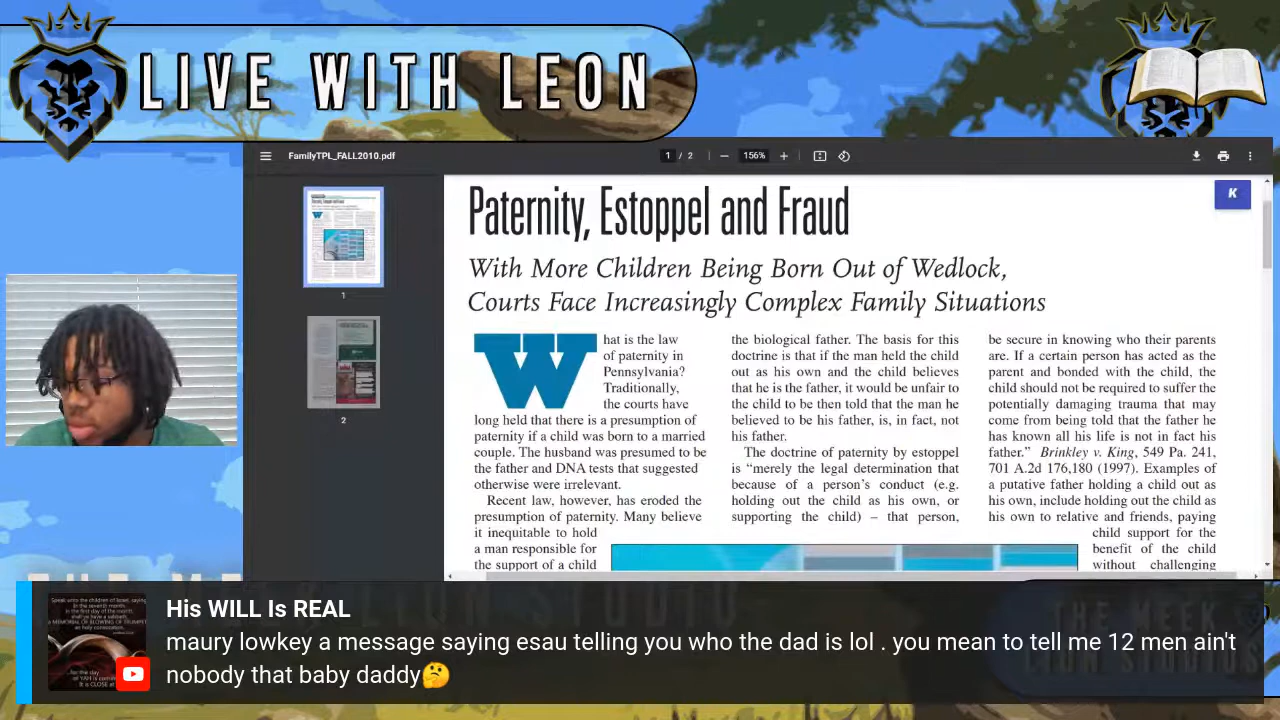 LIVE WITH LEON
FamilyTPL_FALL2010.pdf
1 / 2
156%
K
1
2
Paternity, Estoppel and Fraud
With More Children Being Born Out of Wedlock,
Courts Face Increasingly Complex Family Situations
What is the law
of paternity in
Pennsylvania?
Traditionally,
the courts have
long held that there is a presumption of
paternity if a child was born to a married
couple. The husband was presumed to be
the father and DNA tests that suggested
otherwise were irrelevant.
Recent law, however, has eroded the
presumption of paternity. Many believe
it inequitable to hold
a man responsible for
the support of a child
the biological father. The basis for this
doctrine is that if the man held the child
out as his own and the child believes
that he is the father, it would be unfair to
the child to be then told that the man he
believed to be his father, is, in fact, not
his father.
The doctrine of paternity by estoppel
is “merely the legal determination that
because of a person’s conduct (e.g.
holding out the child as his own, or
supporting the child) – that person,
be secure in knowing who their parents
are. If a certain person has acted as the
parent and bonded with the child, the
child should not be required to suffer the
potentially damaging trauma that may
come from being told that the father he
has known all his life is not in fact his
father.” Brinkley v. King, 549 Pa. 241,
701 A.2d 176,180 (1997). Examples of
a putative father holding a child out as
his own, include holding out the child as
his own to relative and friends, paying
child support for the
benefit of the child
without challenging
His WILL Is REAL
maury lowkey a message saying esau telling you who the dad is lol . you mean to tell me 12 men ain't
nobody that baby daddy🤔